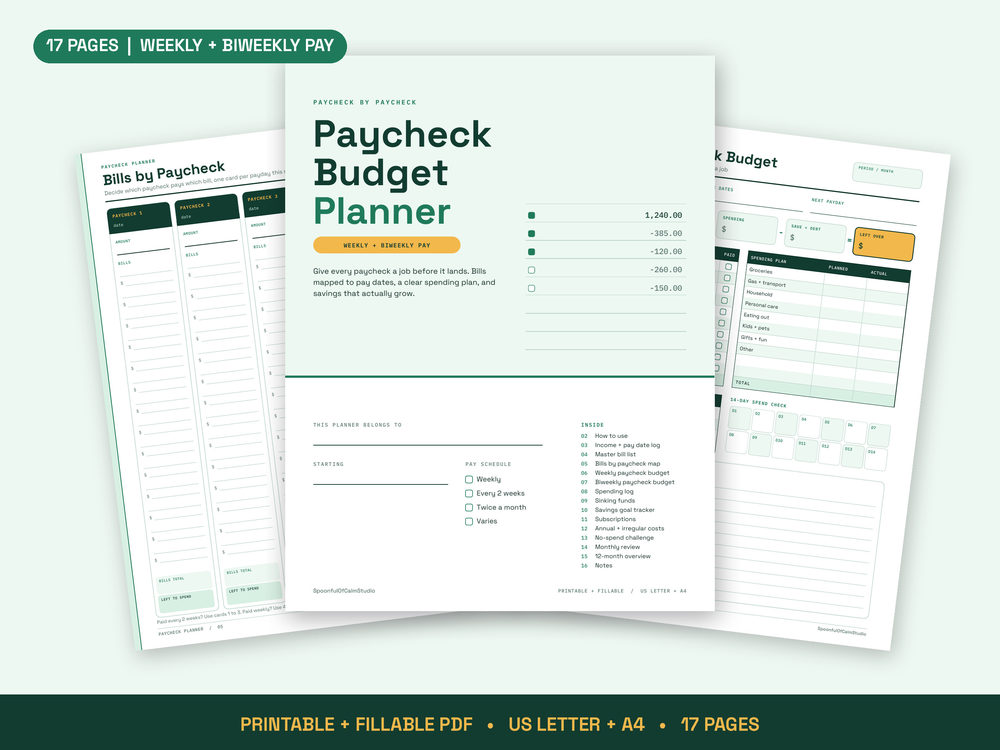 17 PAGES | WEEKLY + BIWEEKLY PAY
PAYCHECK PLANNER
Bills by Paycheck
Decide which paycheck pays which bill, one card per payday this
PAYCHECK 1
date
AMOUNT
BILLS
$
$
$
$
$
$
$
$
$
$
$
$
$
BILLS TOTAL
LEFT TO SPEND
PAYCHECK 2
date
AMOUNT
BILLS
$
$
$
$
$
$
$
$
$
$
$
$
$
BILLS TOTAL
LEFT TO SPEND
PAYCHECK 3
date
AMOUNT
BILLS
$
$
$
$
$
$
$
$
$
$
$
$
$
Paid every 2 weeks? Use cards 1 to 3. Paid weekly? Use
PAYCHECK PLANNER / 05
PAYCHECK BY PAYCHECK
Paycheck
Budget
Planner
WEEKLY + BIWEEKLY PAY
Give every paycheck a job before it lands. Bills
mapped to pay dates, a clear spending plan, and
savings that actually grow.
1,240.00
-385.00
-120.00
-260.00
-150.00
THIS PLANNER BELONGS TO
STARTING
PAY SCHEDULE
Weekly
Every 2 weeks
Twice a month
Varies
INSIDE
02 How to use
03 Income + pay date log
04 Master bill list
05 Bills by paycheck map
06 Weekly paycheck budget
07 Biweekly paycheck budget
08 Spending log
09 Sinking funds
10 Savings goal tracker
11 Subscriptions
12 Annual + irregular costs
13 No-spend challenge
14 Monthly review
15 12-month overview
16 Notes
SpoonfulOfCalmStudio
PRINTABLE + FILLABLE / US LETTER + A4
k Budget
a job
PERIOD / MONTH
DATES
NEXT PAYDAY
SPENDING
$
-
SAVE + DEBT
$
=
LEFT OVER
$
PAID
SPENDING PLAN PLANNED ACTUAL
Groceries
Gas + transport
Household
Personal care
Eating out
Kids + pets
Gifts + fun
Other
TOTAL
14-DAY SPEND CHECK
D1 D2 D3 D4 D5 D6 D7
D8 D9 D10 D11 D12 D13 D14
SpoonfulOfCalmStudio
PRINTABLE + FILLABLE PDF • US LETTER + A4 • 17 PAGES